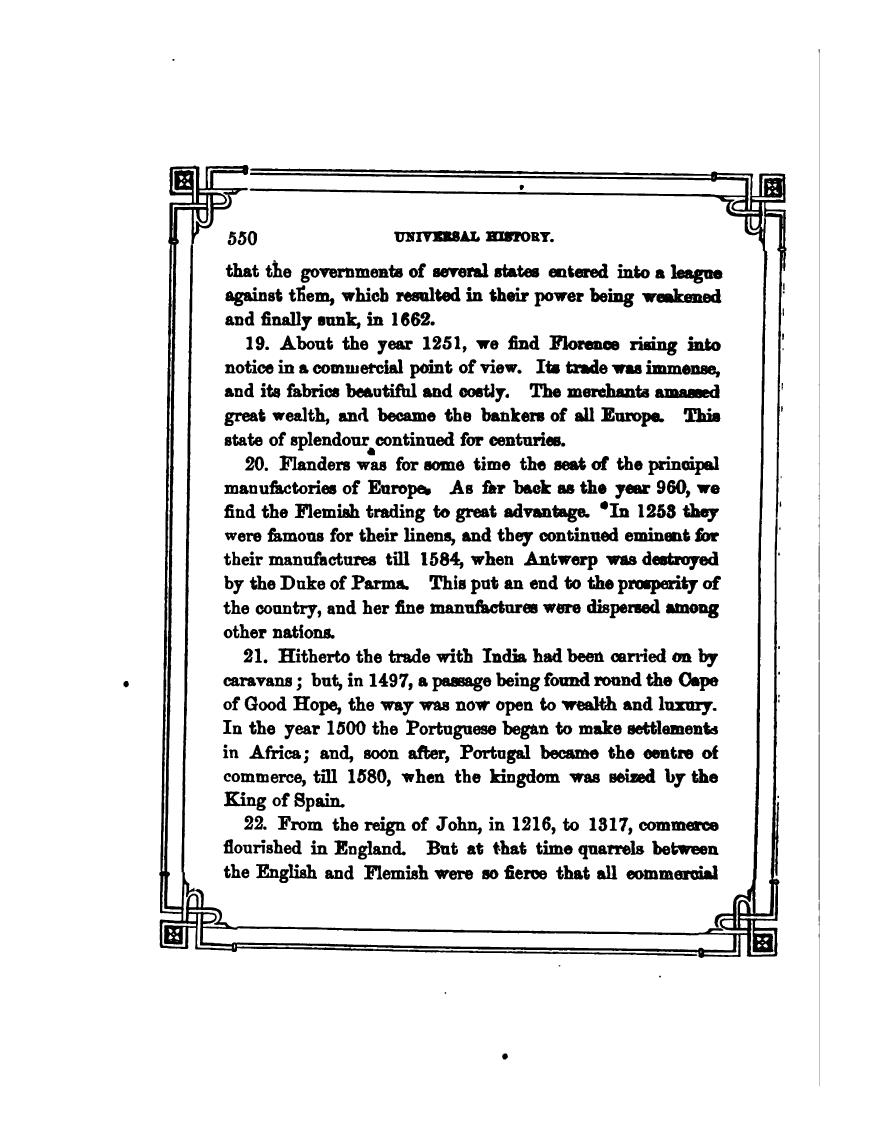 550 UNIVERSAL HISTORY.
that the governments of several states entered into a league
against them, which resulted in their power being weakened
and finally sunk, in 1662.
19. About the year 1251, we find Florence rising into
notice in a commercial point of view. Its trade was immense,
and its fabrics beautiful and costly. The merchants amassed
great wealth, and became the bankers of all Europe. This
state of splendour continued for centuries.
20. Flanders was for some time the seat of the principal
manufactories of Europe. As far back as the year 960, we
find the Flemish trading to great advantage. In 1253 they
were famous for their linens, and they continued eminent for
their manufactures till 1584, when Antwerp was destroyed
by the Duke of Parma. This put an end to the prosperity of
the country, and her fine manufactures were dispersed among
other nations.
21. Hitherto the trade with India had been carried on by
caravans; but, in 1497, a passage being found round the Cape
of Good Hope, the way was now open to wealth and luxury.
In the year 1500 the Portuguese began to make settlements
in Africa; and, soon after, Portugal became the centre of
commerce, till 1580, when the kingdom was seized by the
King of Spain.
22. From the reign of John, in 1216, to 1317, commerce
flourished in England. But at that time quarrels between
the English and Flemish were so fierce that all commercial